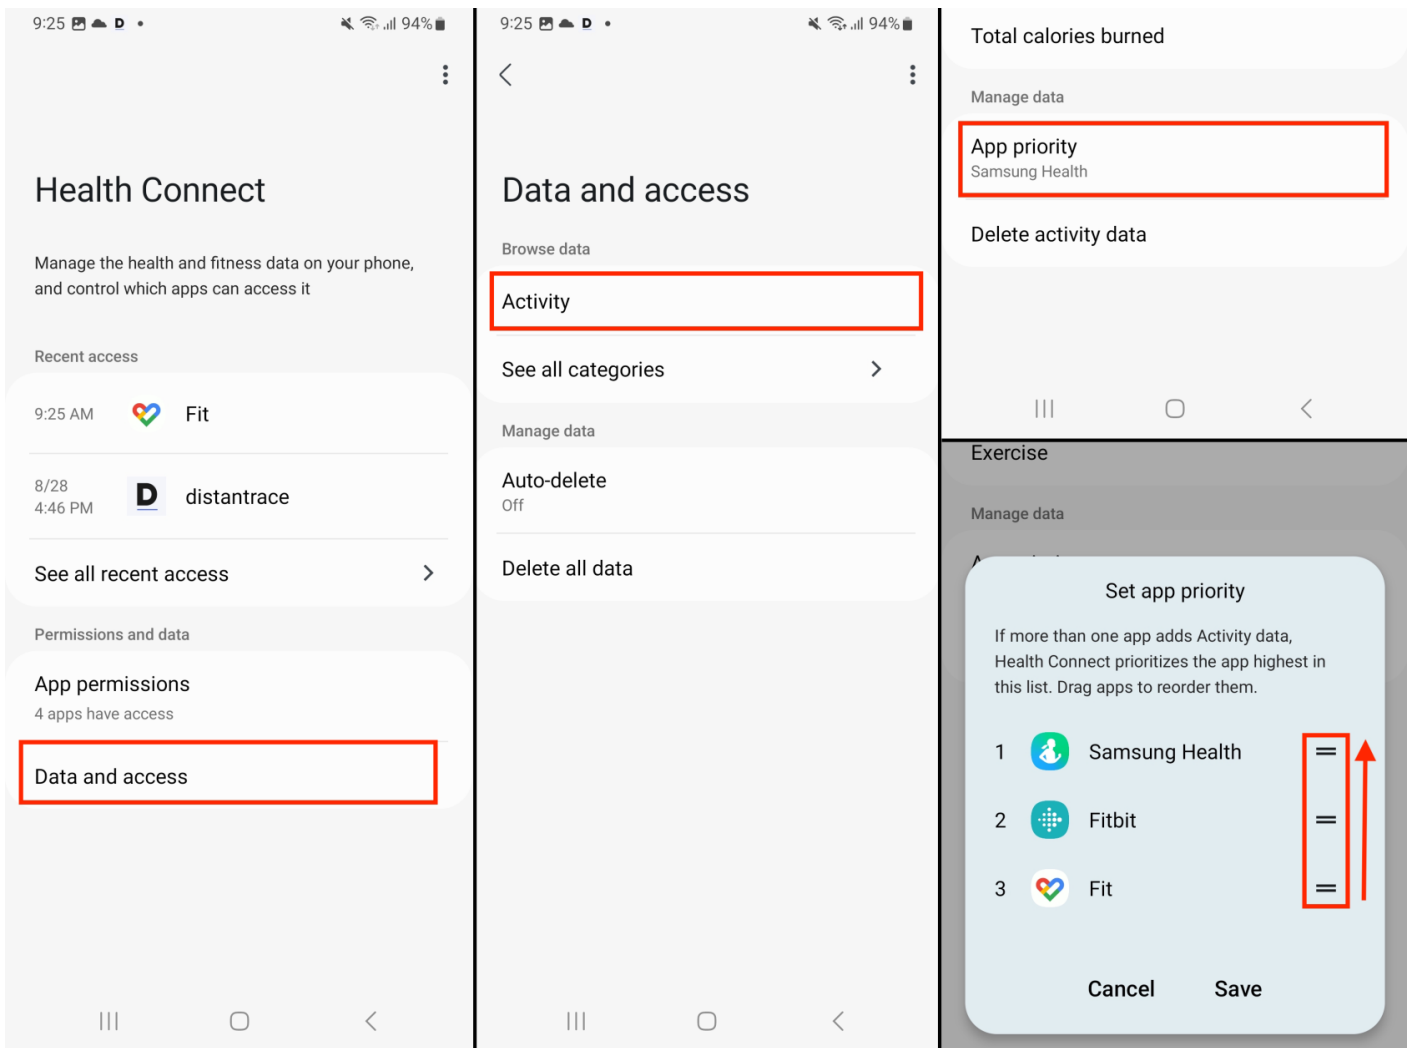 9:25 D
94%
Health Connect
Manage the health and fitness data on your phone,
and control which apps can access it
Recent access
9:25 AM Fit
8/28
4:46 PM
D distantrace
See all recent access
Permissions and data
App permissions
4 apps have access
Data and access
9:25 D
94%
Data and access
Browse data
Activity
See all categories
Manage data
Auto-delete
Off
Delete all data
Total calories burned
Manage data
App priority
Samsung Health
Delete activity data
Exercise
Manage data
Set app priority
If more than one app adds Activity data,
Health Connect prioritizes the app highest in
this list. Drag apps to reorder them.
1 Samsung Health
2 Fitbit
3 Fit
Cancel Save